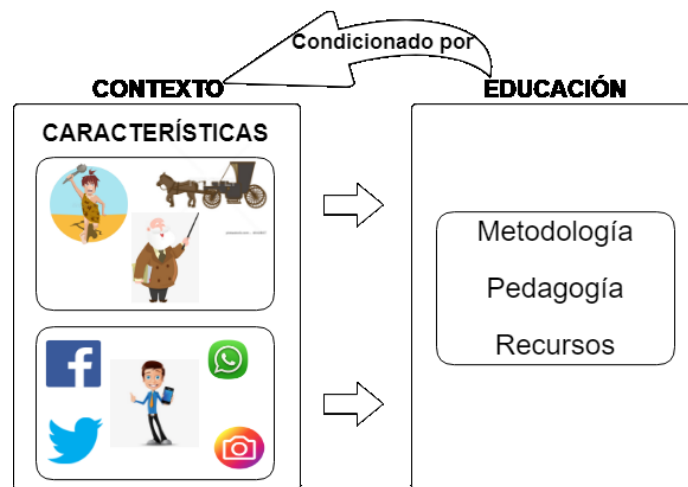 Condicionado por
CONTEXTO
EDUCACIÓN
CARACTERÍSTICAS
Metodología
Pedagogía
Recursos